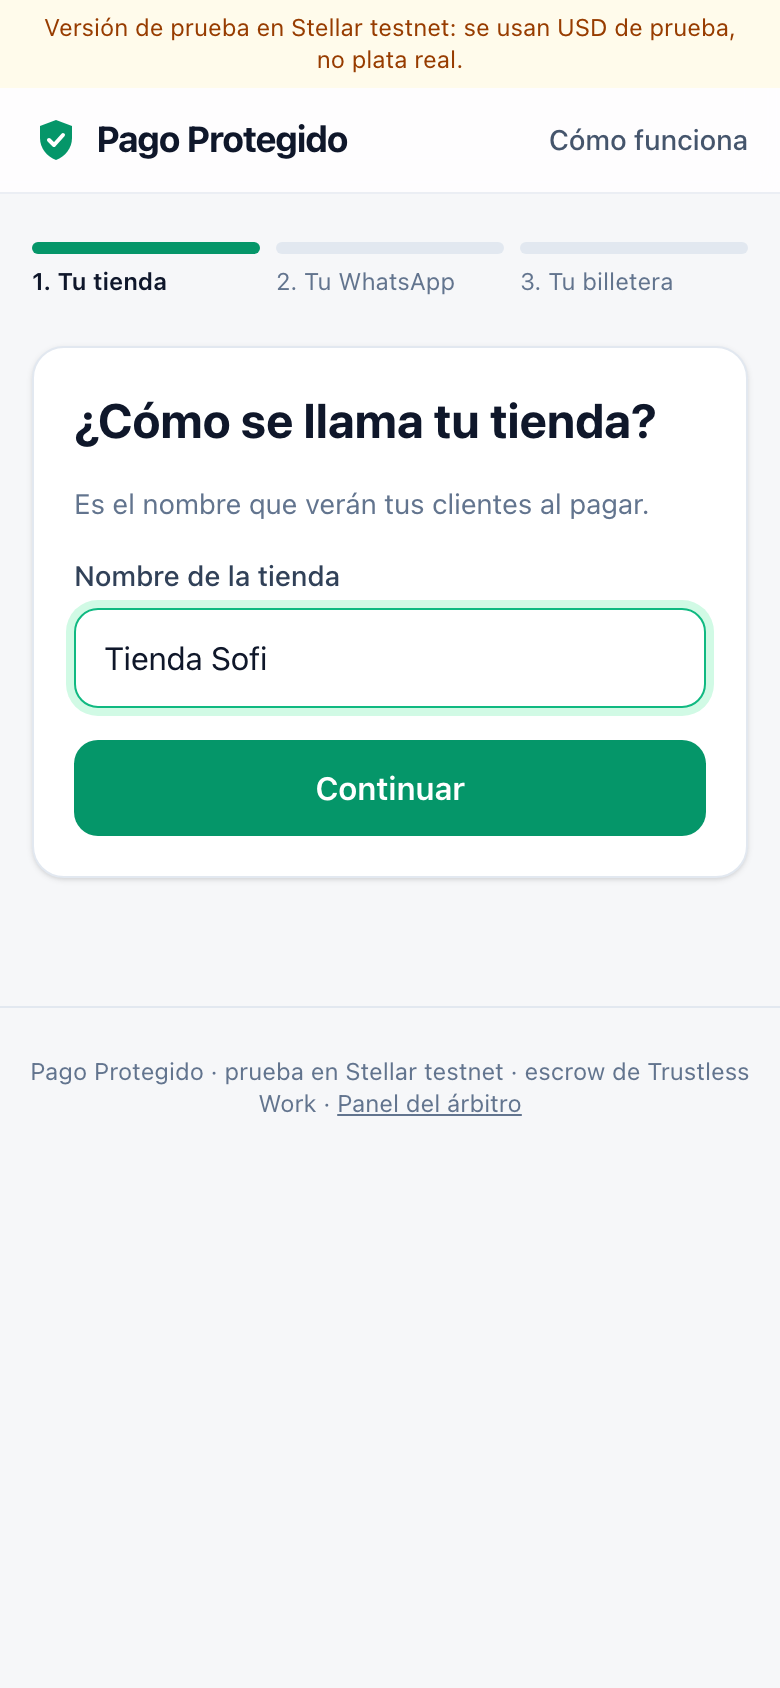 Versión de prueba en Stellar testnet: se usan USD de prueba,
no plata real.
Pago Protegido
Cómo funciona
1. Tu tienda
2. Tu WhatsApp
3. Tu billetera
¿Cómo se llama tu tienda?
Es el nombre que verán tus clientes al pagar.
Nombre de la tienda
Tienda Sofi
Continuar
Pago Protegido · prueba en Stellar testnet · escrow de Trustless
Work · Panel del árbitro